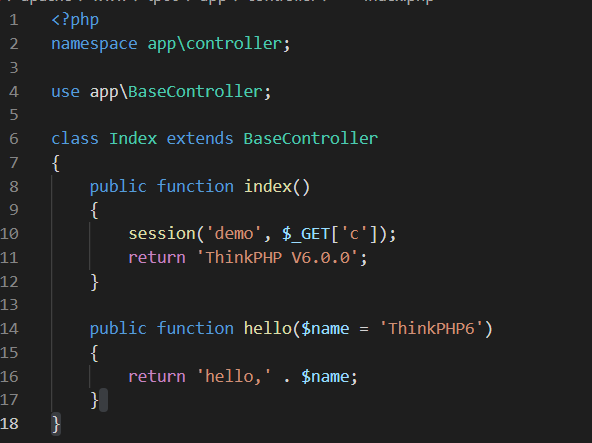 1 <?php
2 namespace app\controller;
3
4 use app\BaseController;
5
6 class Index extends BaseController
7 {
8     public function index()
9     {
10         session('demo', $_GET['c']);
11         return 'ThinkPHP V6.0.0';
12     }
13
14     public function hello($name = 'ThinkPHP6')
15     {
16         return 'hello,' . $name;
17     }
18 }